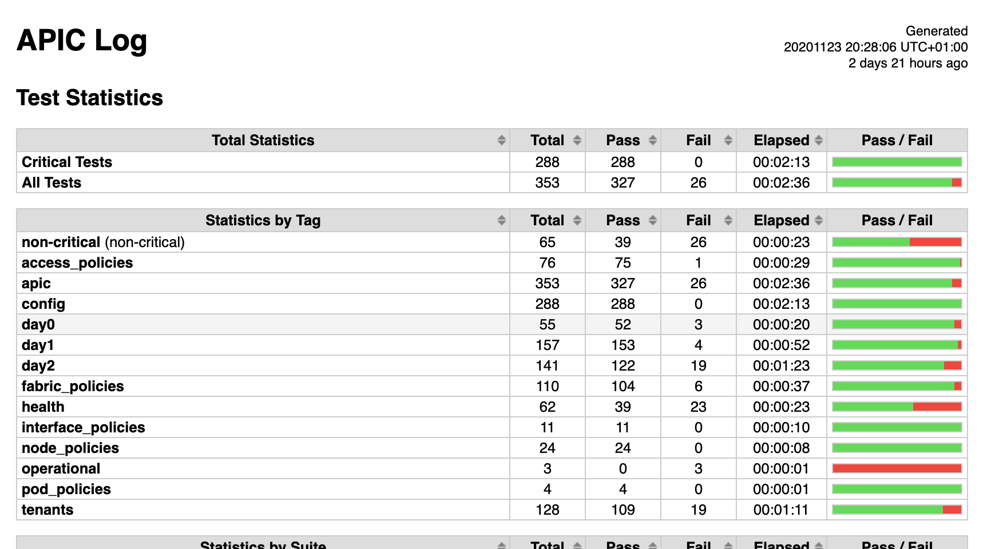 APIC Log
Generated
20201123 20:28:06 UTC+01:00
2 days 21 hours ago
Test Statistics
Total Statistics Total Pass Fail Elapsed Pass / Fail
Critical Tests 288 288 0 00:02:13
All Tests 353 327 26 00:02:36
Statistics by Tag Total Pass Fail Elapsed Pass / Fail
non-critical (non-critical) 65 39 26 00:00:23
access_policies 76 75 1 00:00:29
apic 353 327 26 00:02:36
config 288 288 0 00:02:13
day0 55 52 3 00:00:20
day1 157 153 4 00:00:52
day2 141 122 19 00:01:23
fabric_policies 110 104 6 00:00:37
health 62 39 23 00:00:23
interface_policies 11 11 0 00:00:10
node_policies 24 24 0 00:00:08
operational 3 0 3 00:00:01
pod_policies 4 4 0 00:00:01
tenants 128 109 19 00:01:11
Statistics by Suite Total Pass Fail Elapsed Pass / Fail